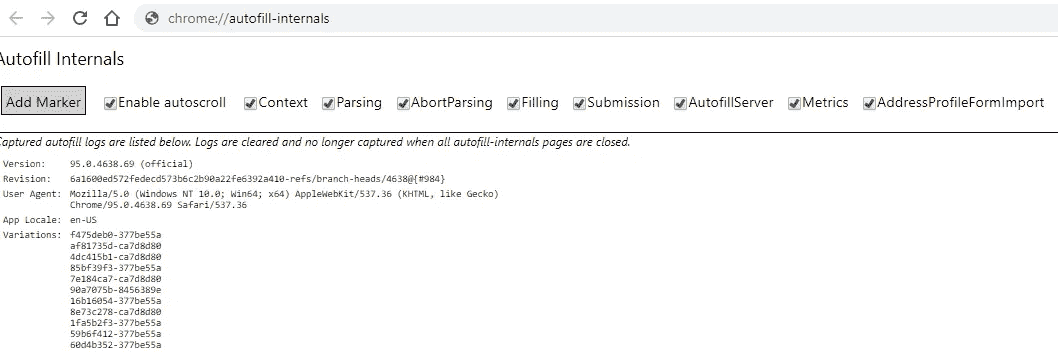 chrome://autofill-internals
Autofill Internals
Add Marker Enable autoscroll Context Parsing AbortParsing Filling Submission AutofillServer Metrics AddressProfileFormImport
Captured autofill logs are listed below. Logs are cleared and no longer captured when all autofill-internals pages are closed.
Version: 95.0.4638.69 (official)
Revision: 6a1600ed572fedecd573b6c2b90a22fe6392a410-refs/branch-heads/4638@{#984}
User Agent: Mozilla/5.0 (Windows NT 10.0; Win64; x64) AppleWebKit/537.36 (KHTML, like Gecko)
Chrome/95.0.4638.69 Safari/537.36
App Locale: en-US
Variations: f475deb0-377be55a
af81735d-ca7d8d80
4dc415b1-ca7d8d80
85bf39f3-377be55a
7e184ca7-ca7d8d80
90a7075b-8456389e
16b16054-377be55a
8e73c278-ca7d8d80
1fa5b2f3-377be55a
59b6f412-377be55a
60d4b352-377be55a